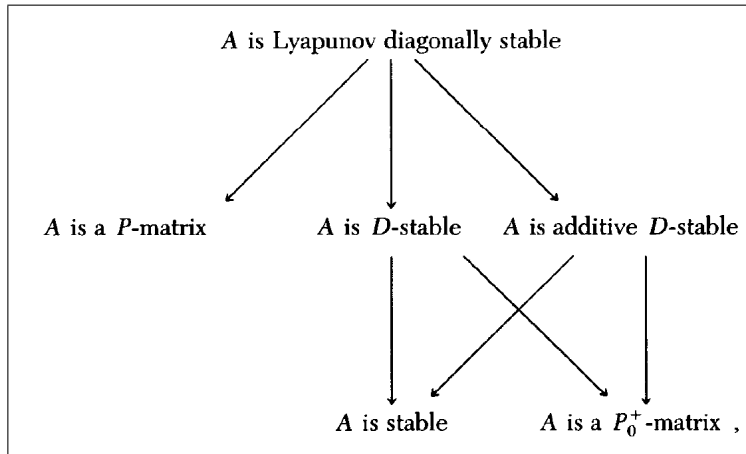 A is Lyapunov diagonally stable
A is a P-matrix A is D-stable A is additive D-stable
A is stable A is a P₀⁺-matrix ,